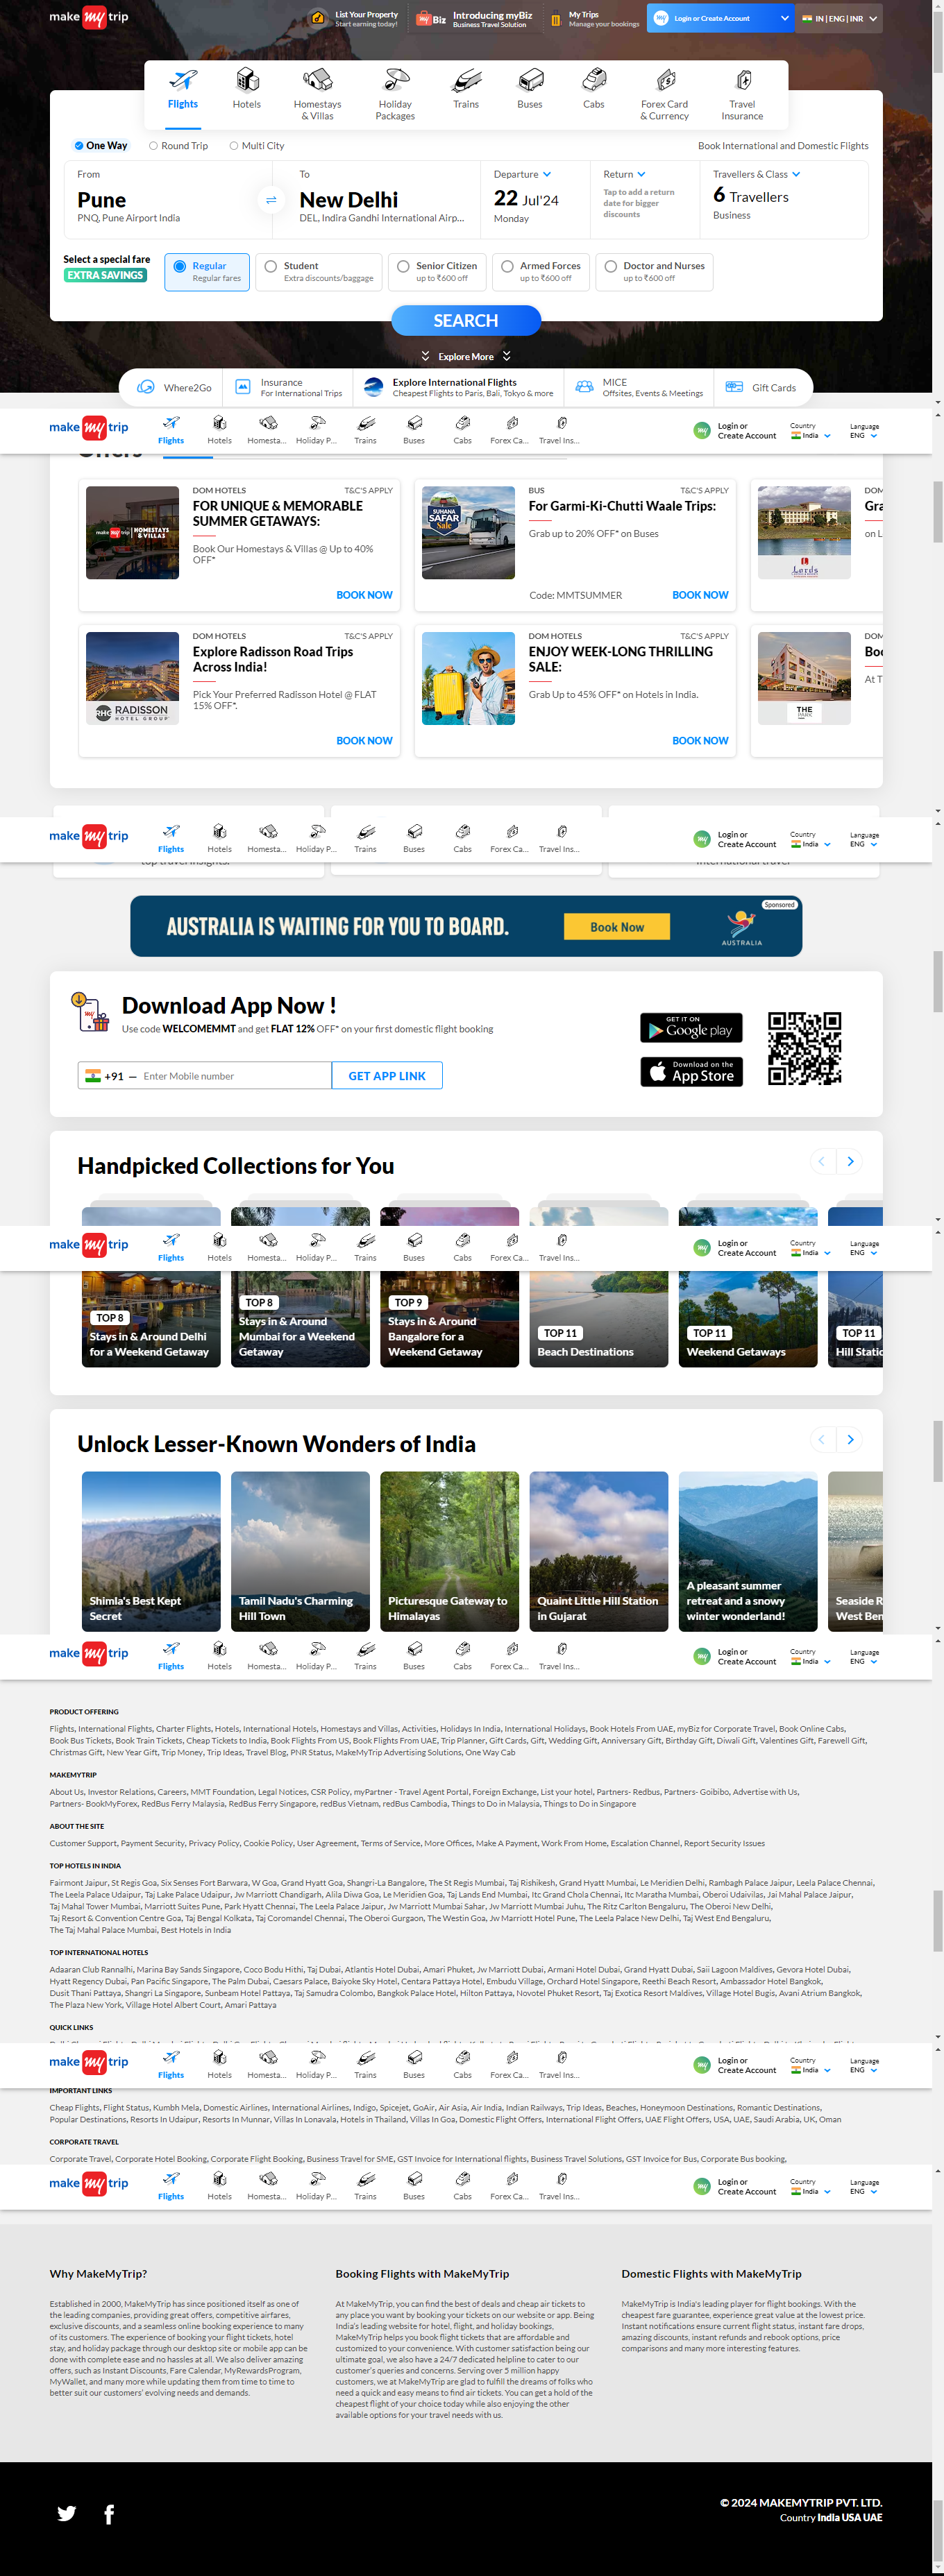 make my trip
List Your Property
Start earning today!
my Biz
Introducing myBiz
Business Travel Solution
My Trips
Manage your bookings
my Login or Create Account
IN | ENG | INR
Flights
Hotels
Homestays & Villas
Holiday Packages
Trains
Buses
Cabs
Forex Card & Currency
Travel Insurance
One Way
Round Trip
Multi City
Book International and Domestic Flights
From
Pune
PNQ, Pune Airport India
To
New Delhi
DEL, Indira Gandhi International Airp...
Departure
22 Jul'24
Monday
Return
Tap to add a return
date for bigger
discounts
Travellers & Class
6 Travellers
Business
Select a special fare
EXTRA SAVINGS
Regular
Regular fares
Student
Extra discounts/baggage
Senior Citizen
up to ₹600 off
Armed Forces
up to ₹600 off
Doctor and Nurses
up to ₹600 off
SEARCH
Explore More
Where2Go
Insurance
For International Trips
Explore International Flights
Cheapest Flights to Paris, Bali, Tokyo & more
MICE
Offsites, Events & Meetings
Gift Cards
make my trip
Flights Hotels Homesta... Holiday P... Trains Buses Cabs Forex Ca... Travel Ins...
my Login or
Create Account
Country
India
Language
ENG
Offers
DOM HOTELS T&C'S APPLY
FOR UNIQUE & MEMORABLE
SUMMER GETAWAYS:
Book Our Homestays & Villas @ Up to 40%
OFF*
BOOK NOW
make my trip HOMESTAYS & VILLAS
BUS T&C'S APPLY
For Garmi-Ki-Chutti Waale Trips:
Grab up to 20% OFF* on Buses
Code: MMTSUMMER BOOK NOW
SUHANA
SAFAR
Sale
DOM
Gra
on L
Lords
DOM HOTELS T&C'S APPLY
Explore Radisson Road Trips
Across India!
Pick Your Preferred Radisson Hotel @ FLAT
15% OFF*.
BOOK NOW
RHG RADISSON
HOTEL GROUP
DOM HOTELS T&C'S APPLY
ENJOY WEEK-LONG THRILLING
SALE:
Grab Up to 45% OFF* on Hotels in India.
BOOK NOW
DOM
Boo
At T
THE
PARK
make my trip
Flights Hotels Homesta... Holiday P... Trains Buses Cabs Forex Ca... Travel Ins...
my Login or
Create Account
Country
India
Language
ENG
top travel insights.
international travel
AUSTRALIA IS WAITING FOR YOU TO BOARD.
Book Now
Sponsored
AUSTRALIA
Download App Now !
Use code WELCOMEMMT and get FLAT 12% OFF* on your first domestic flight booking
+91 — Enter Mobile number
GET APP LINK
GET IT ON
Google play
Download on the
App Store
Handpicked Collections for You
make my trip
Flights Hotels Homesta... Holiday P... Trains Buses Cabs Forex Ca... Travel Ins...
my Login or
Create Account
Country
India
Language
ENG
TOP 8
Stays in & Around Delhi
for a Weekend Getaway
TOP 8
Stays in & Around
Mumbai for a Weekend
Getaway
TOP 9
Stays in & Around
Bangalore for a
Weekend Getaway
TOP 11
Beach Destinations
TOP 11
Weekend Getaways
TOP 11
Hill Static
Unlock Lesser-Known Wonders of India
Shimla's Best Kept
Secret
Tamil Nadu's Charming
Hill Town
Picturesque Gateway to
Himalayas
Quaint Little Hill Station
in Gujarat
A pleasant summer
retreat and a snowy
winter wonderland!
Seaside R
West Ben
make my trip
Flights Hotels Homesta... Holiday P... Trains Buses Cabs Forex Ca... Travel Ins...
my Login or
Create Account
Country
India
Language
ENG
PRODUCT OFFERING
Flights, International Flights, Charter Flights, Hotels, International Hotels, Homestays and Villas, Activities, Holidays In India, International Holidays, Book Hotels From UAE, myBiz for Corporate Travel, Book Online Cabs,
Book Bus Tickets, Book Train Tickets, Cheap Tickets to India, Book Flights From US, Book Flights From UAE, Trip Planner, Gift Cards, Gift, Wedding Gift, Anniversary Gift, Birthday Gift, Diwali Gift, Valentines Gift, Farewell Gift,
Christmas Gift, New Year Gift, Trip Money, Trip Ideas, Travel Blog, PNR Status, MakeMyTrip Advertising Solutions, One Way Cab
MAKEMYTRIP
About Us, Investor Relations, Careers, MMT Foundation, Legal Notices, CSR Policy, myPartner - Travel Agent Portal, Foreign Exchange, List your hotel, Partners- Redbus, Partners- Goibibo, Advertise with Us,
Partners- BookMyForex, RedBus Ferry Malaysia, RedBus Ferry Singapore, redBus Vietnam, redBus Cambodia, Things to Do in Malaysia, Things to Do in Singapore
ABOUT THE SITE
Customer Support, Payment Security, Privacy Policy, Cookie Policy, User Agreement, Terms of Service, More Offices, Make A Payment, Work From Home, Escalation Channel, Report Security Issues
TOP HOTELS IN INDIA
Fairmont Jaipur, St Regis Goa, Six Senses Fort Barwara, W Goa, Grand Hyatt Goa, Shangri-La Bangalore, The St Regis Mumbai, Taj Rishikesh, Grand Hyatt Mumbai, Le Meridien Delhi, Rambagh Palace Jaipur, Leela Palace Chennai,
The Leela Palace Udaipur, Taj Lake Palace Udaipur, Jw Marriott Chandigarh, Alila Diwa Goa, Le Meridien Goa, Taj Lands End Mumbai, Itc Grand Chola Chennai, Itc Maratha Mumbai, Oberoi Udaivilas, Jai Mahal Palace Jaipur,
Taj Mahal Tower Mumbai, Marriott Suites Pune, Park Hyatt Chennai, The Leela Palace Jaipur, Jw Marriott Mumbai Sahar, Jw Marriott Mumbai Juhu, The Ritz Carlton Bengaluru, The Oberoi New Delhi,
Taj Resort & Convention Centre Goa, Taj Bengal Kolkata, Taj Coromandel Chennai, The Oberoi Gurgaon, The Westin Goa, Jw Marriott Hotel Pune, The Leela Palace New Delhi, Taj West End Bengaluru,
The Taj Mahal Palace Mumbai, Best Hotels in India
TOP INTERNATIONAL HOTELS
Adaaran Club Rannalhi, Marina Bay Sands Singapore, Coco Bodu Hithi, Taj Dubai, Atlantis Hotel Dubai, Amari Phuket, Jw Marriott Dubai, Armani Hotel Dubai, Grand Hyatt Dubai, Saii Lagoon Maldives, Gevora Hotel Dubai,
Hyatt Regency Dubai, Pan Pacific Singapore, The Palm Dubai, Caesars Palace, Baiyoke Sky Hotel, Centara Pattaya Hotel, Embudu Village, Orchard Hotel Singapore, Reethi Beach Resort, Ambassador Hotel Bangkok,
Dusit Thani Pattaya, Shangri La Singapore, Sunbeam Hotel Pattaya, Taj Samudra Colombo, Bangkok Palace Hotel, Hilton Pattaya, Novotel Phuket Resort, Taj Exotica Resort Maldives, Village Hotel Bugis, Avani Atrium Bangkok,
The Plaza New York, Village Hotel Albert Court, Amari Pattaya
QUICK LINKS
make my trip
Flights Hotels Homesta... Holiday P... Trains Buses Cabs Forex Ca... Travel Ins...
my Login or
Create Account
Country
India
Language
ENG
IMPORTANT LINKS
Cheap Flights, Flight Status, Kumbh Mela, Domestic Airlines, International Airlines, Indigo, Spicejet, GoAir, Air Asia, Air India, Indian Railways, Trip Ideas, Beaches, Honeymoon Destinations, Romantic Destinations,
Popular Destinations, Resorts In Udaipur, Resorts In Munnar, Villas In Lonavala, Hotels in Thailand, Villas In Goa, Domestic Flight Offers, International Flight Offers, UAE Flight Offers, USA, UAE, Saudi Arabia, UK, Oman
CORPORATE TRAVEL
Corporate Travel, Corporate Hotel Booking, Corporate Flight Booking, Business Travel for SME, GST Invoice for International flights, Business Travel Solutions, GST Invoice for Bus, Corporate Bus booking,
make my trip
Flights Hotels Homesta... Holiday P... Trains Buses Cabs Forex Ca... Travel Ins...
my Login or
Create Account
Country
India
Language
ENG
Why MakeMyTrip?
Established in 2000, MakeMyTrip has since positioned itself as one of
the leading companies, providing great offers, competitive airfares,
exclusive discounts, and a seamless online booking experience to many
of its customers. The experience of booking your flight tickets, hotel
stay, and holiday package through our desktop site or mobile app can be
done with complete ease and no hassles at all. We also deliver amazing
offers, such as Instant Discounts, Fare Calendar, MyRewardsProgram,
MyWallet, and many more while updating them from time to time to
better suit our customers' evolving needs and demands.
Booking Flights with MakeMyTrip
At MakeMyTrip, you can find the best of deals and cheap air tickets to
any place you want by booking your tickets on our website or app. Being
India's leading website for hotel, flight, and holiday bookings,
MakeMyTrip helps you book flight tickets that are affordable and
customized to your convenience. With customer satisfaction being our
ultimate goal, we also have a 24/7 dedicated helpline to cater to our
customer's queries and concerns. Serving over 5 million happy
customers, we at MakeMyTrip are glad to fulfill the dreams of folks who
need a quick and easy means to find air tickets. You can get a hold of the
cheapest flight of your choice today while also enjoying the other
available options for your travel needs with us.
Domestic Flights with MakeMyTrip
MakeMyTrip is India's leading player for flight bookings. With the
cheapest fare guarantee, experience great value at the lowest price.
Instant notifications ensure current flight status, instant fare drops,
amazing discounts, instant refunds and rebook options, price
comparisons and many more interesting features.
© 2024 MAKEMYTRIP PVT. LTD.
Country India USA UAE